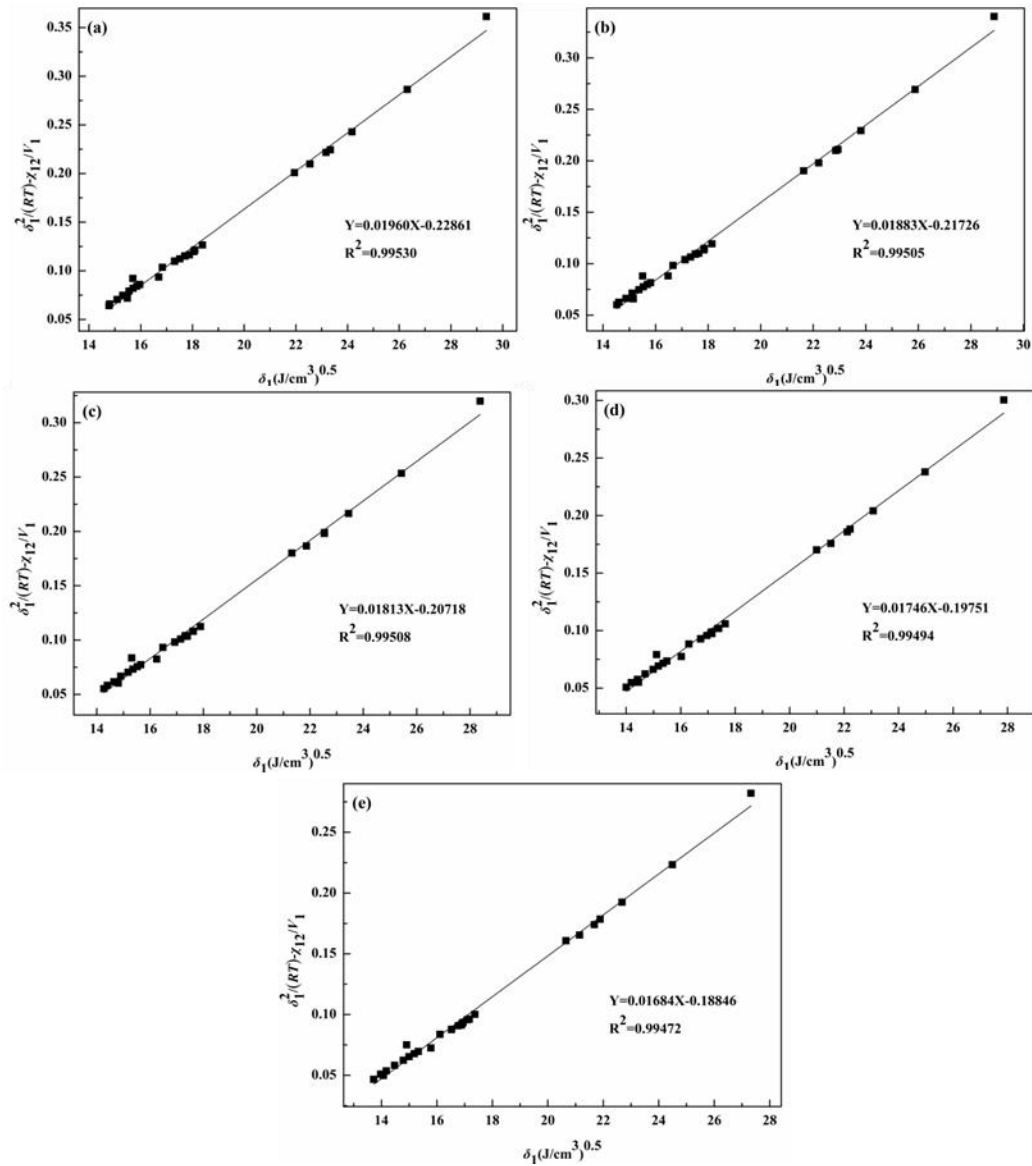 (a)
0.35
0.30
0.25
0.20
0.15
0.10
0.05
δ₁²/(RT)-χ₁₂/V₁
Y=0.01960X-0.22861
R²=0.99530
14 16 18 20 22 24 26 28 30
δ₁(J/cm³)^0.5
(b)
0.30
0.25
0.20
0.15
0.10
0.05
δ₁²/(RT)-χ₁₂/V₁
Y=0.01883X-0.21726
R²=0.99505
14 16 18 20 22 24 26 28 30
δ₁(J/cm³)^0.5
(c)
0.30
0.25
0.20
0.15
0.10
0.05
δ₁²/(RT)-χ₁₂/V₁
Y=0.01813X-0.20718
R²=0.99508
14 16 18 20 22 24 26 28
δ₁(J/cm³)^0.5
(d)
0.30
0.25
0.20
0.15
0.10
0.05
δ₁²/(RT)-χ₁₂/V₁
Y=0.01746X-0.19751
R²=0.99494
14 16 18 20 22 24 26 28
δ₁(J/cm³)^0.5
(e)
0.25
0.20
0.15
0.10
0.05
δ₁²/(RT)-χ₁₂/V₁
Y=0.01684X-0.18846
R²=0.99472
14 16 18 20 22 24 26 28
δ₁(J/cm³)^0.5